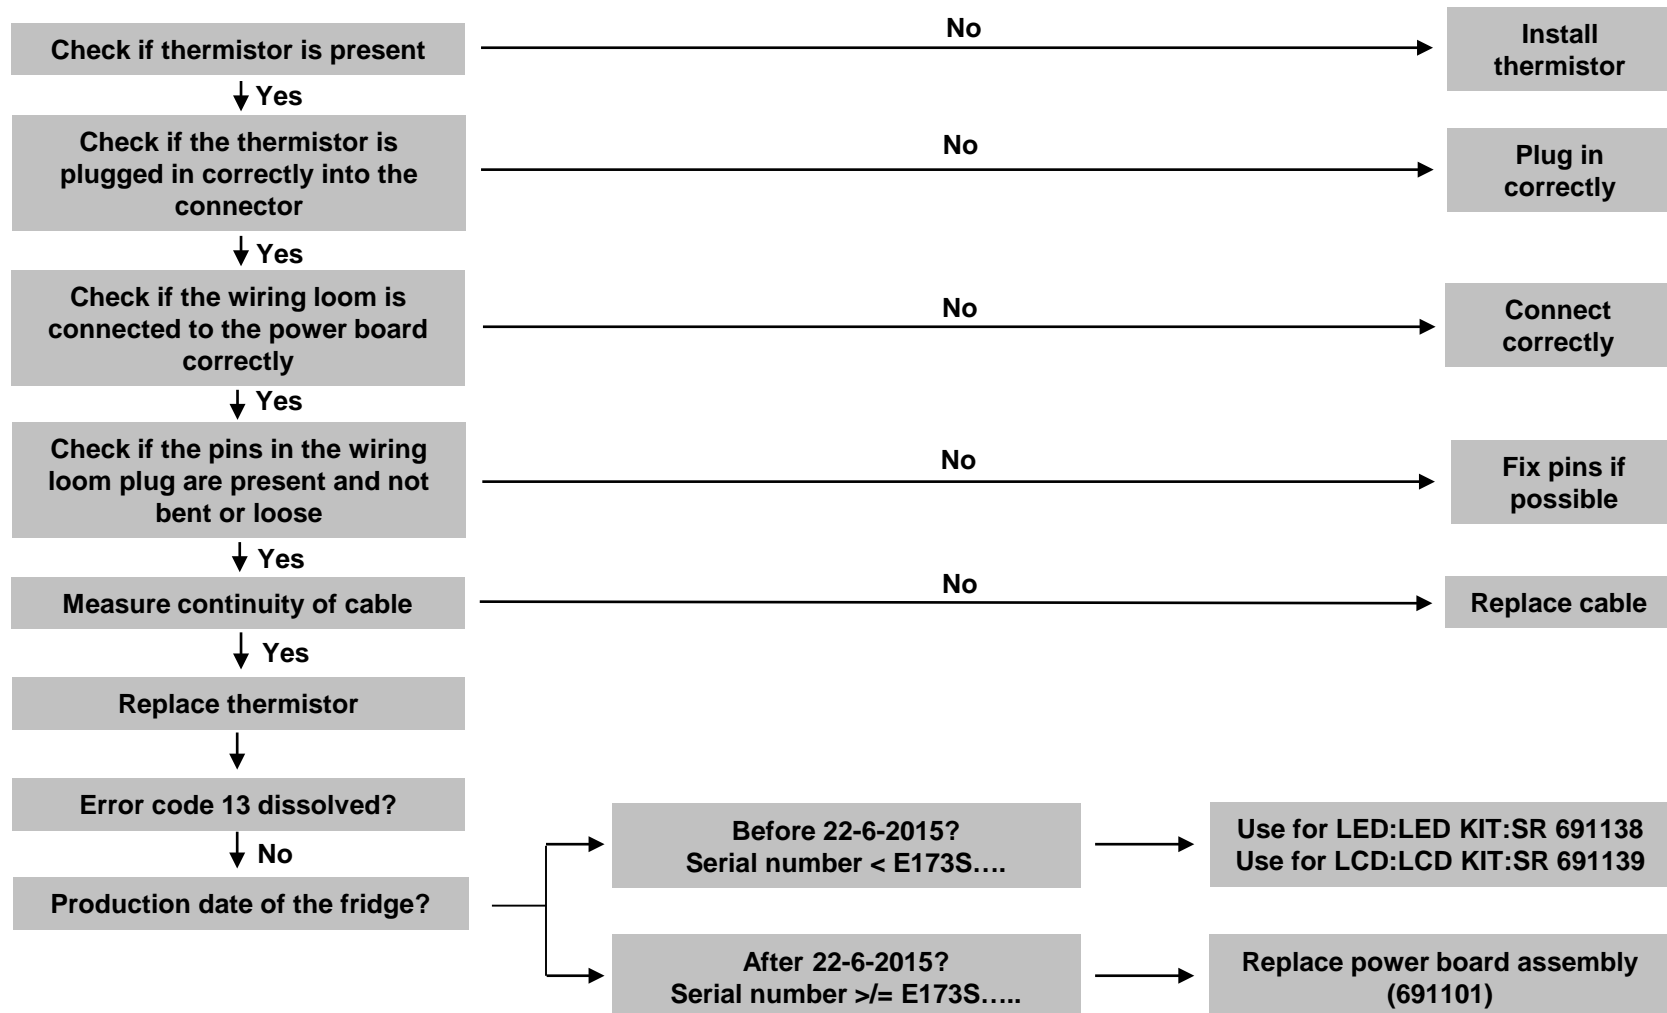 Check if thermistor is present
No
Install
thermistor
Yes
Check if the thermistor is
plugged in correctly into the
connector
No
Plug in
correctly
Yes
Check if the wiring loom is
connected to the power board
correctly
No
Connect
correctly
Yes
Check if the pins in the wiring
loom plug are present and not
bent or loose
No
Fix pins if
possible
Yes
Measure continuity of cable
No
Replace cable
Yes
Replace thermistor
Error code 13 dissolved?
No
Production date of the fridge?
Before 22-6-2015?
Serial number < E173S....
Use for LED:LED KIT:SR 691138
Use for LCD:LCD KIT:SR 691139
After 22-6-2015?
Serial number >/= E173S.....
Replace power board assembly
(691101)